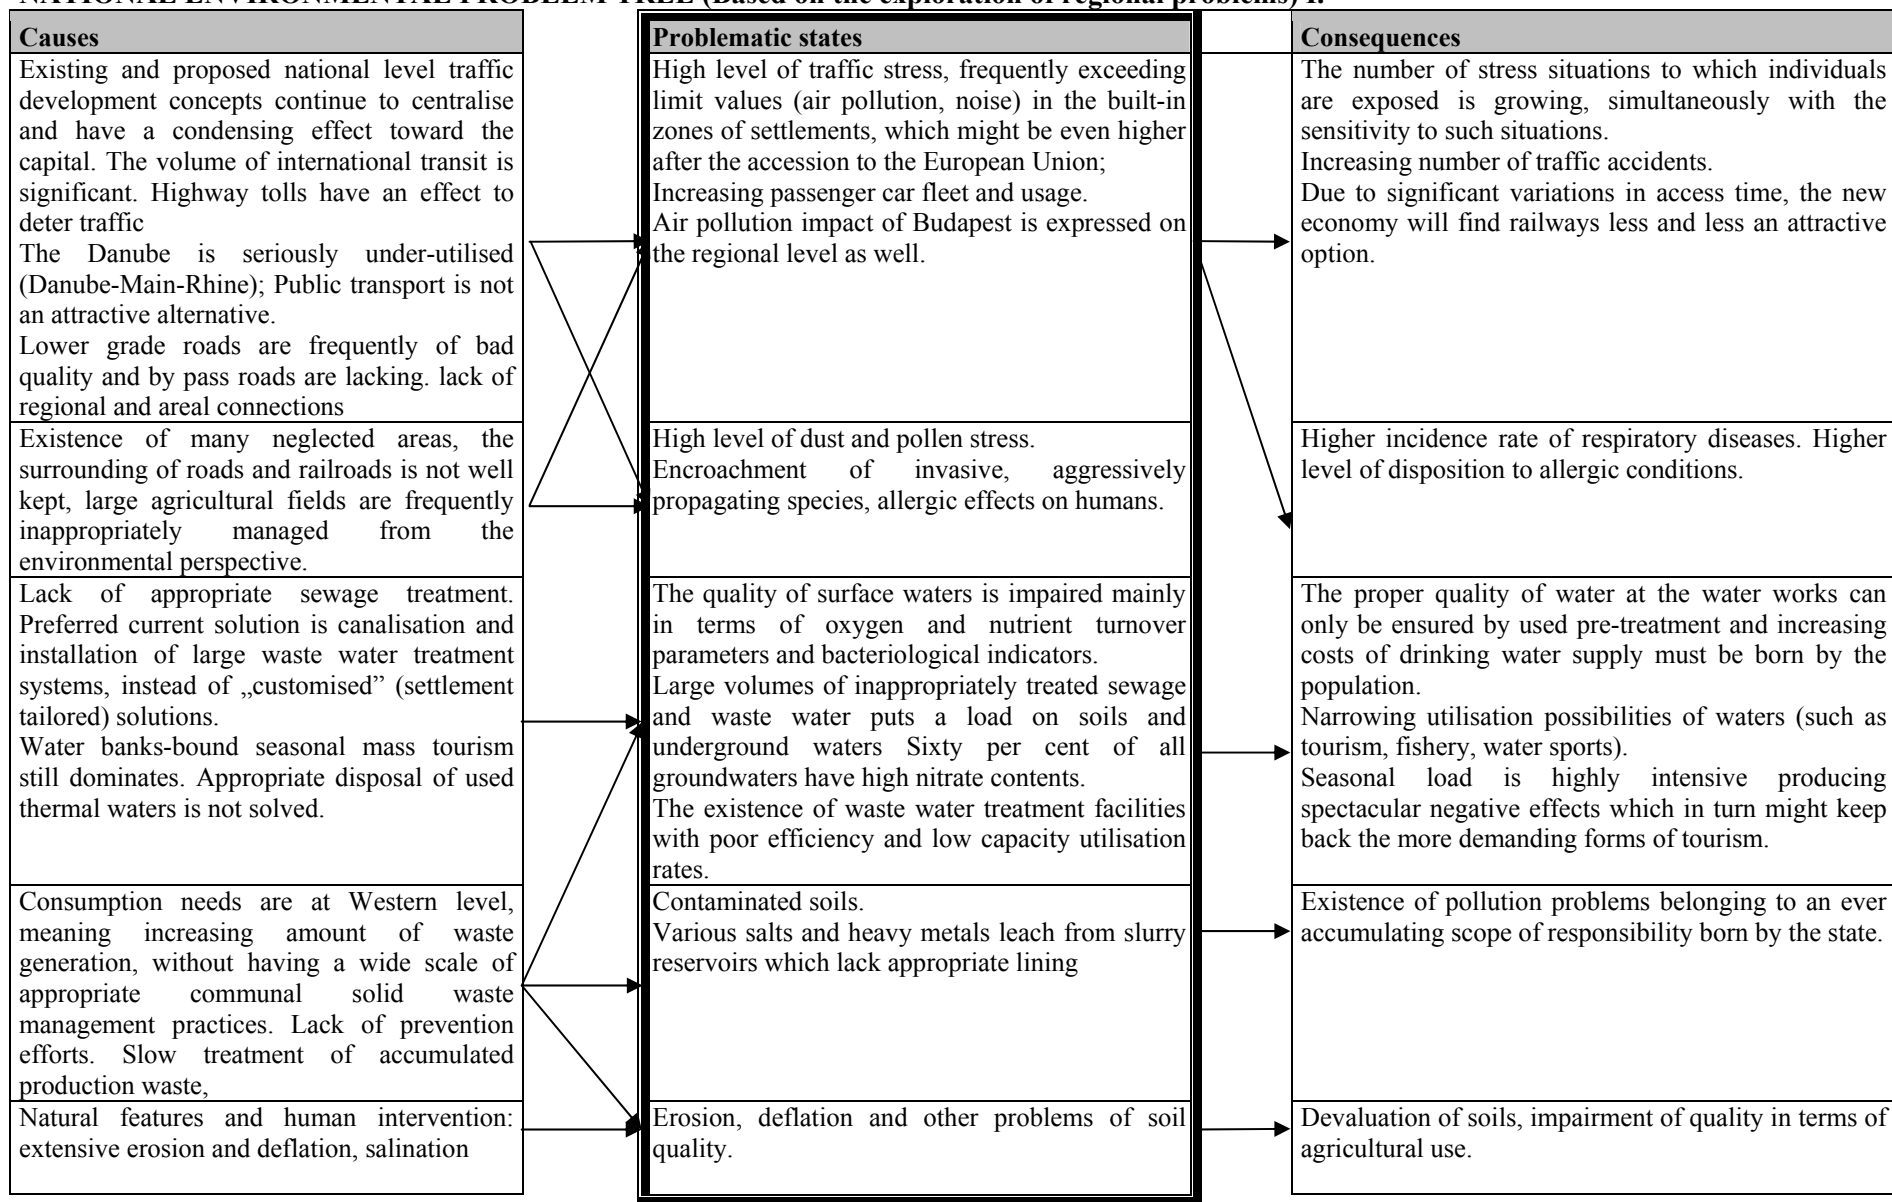 NATIONAL ENVIRONMENTAL PROBLEM TREE (Based on the exploration of regional problems) I.
Causes
Existing and proposed national level traffic
development concepts continue to centralise
and have a condensing effect toward the
capital. The volume of international transit is
significant. Highway tolls have an effect to
deter traffic
The Danube is seriously under-utilised
(Danube-Main-Rhine); Public transport is not
an attractive alternative.
Lower grade roads are frequently of bad
quality and by pass roads are lacking. lack of
regional and areal connections
Existence of many neglected areas, the
surrounding of roads and railroads is not well
kept, large agricultural fields are frequently
inappropriately managed from the
environmental perspective.
Lack of appropriate sewage treatment.
Preferred current solution is canalisation and
installation of large waste water treatment
systems, instead of „customised” (settlement
tailored) solutions.
Water banks-bound seasonal mass tourism
still dominates. Appropriate disposal of used
thermal waters is not solved.
Consumption needs are at Western level,
meaning increasing amount of waste
generation, without having a wide scale of
appropriate communal solid waste
management practices. Lack of prevention
efforts. Slow treatment of accumulated
production waste,
Natural features and human intervention:
extensive erosion and deflation, salination
Problematic states
High level of traffic stress, frequently exceeding
limit values (air pollution, noise) in the built-in
zones of settlements, which might be even higher
after the accession to the European Union;
Increasing passenger car fleet and usage.
Air pollution impact of Budapest is expressed on
the regional level as well.
High level of dust and pollen stress.
Encroachment of invasive, aggressively
propagating species, allergic effects on humans.
The quality of surface waters is impaired mainly
in terms of oxygen and nutrient turnover
parameters and bacteriological indicators.
Large volumes of inappropriately treated sewage
and waste water puts a load on soils and
underground waters Sixty per cent of all
groundwaters have high nitrate contents.
The existence of waste water treatment facilities
with poor efficiency and low capacity utilisation
rates.
Contaminated soils.
Various salts and heavy metals leach from slurry
reservoirs which lack appropriate lining
Erosion, deflation and other problems of soil
quality.
Consequences
The number of stress situations to which individuals
are exposed is growing, simultaneously with the
sensitivity to such situations.
Increasing number of traffic accidents.
Due to significant variations in access time, the new
economy will find railways less and less an attractive
option.
Higher incidence rate of respiratory diseases. Higher
level of disposition to allergic conditions.
The proper quality of water at the water works can
only be ensured by used pre-treatment and increasing
costs of drinking water supply must be born by the
population.
Narrowing utilisation possibilities of waters (such as
tourism, fishery, water sports).
Seasonal load is highly intensive producing
spectacular negative effects which in turn might keep
back the more demanding forms of tourism.
Existence of pollution problems belonging to an ever
accumulating scope of responsibility born by the state.
Devaluation of soils, impairment of quality in terms of
agricultural use.